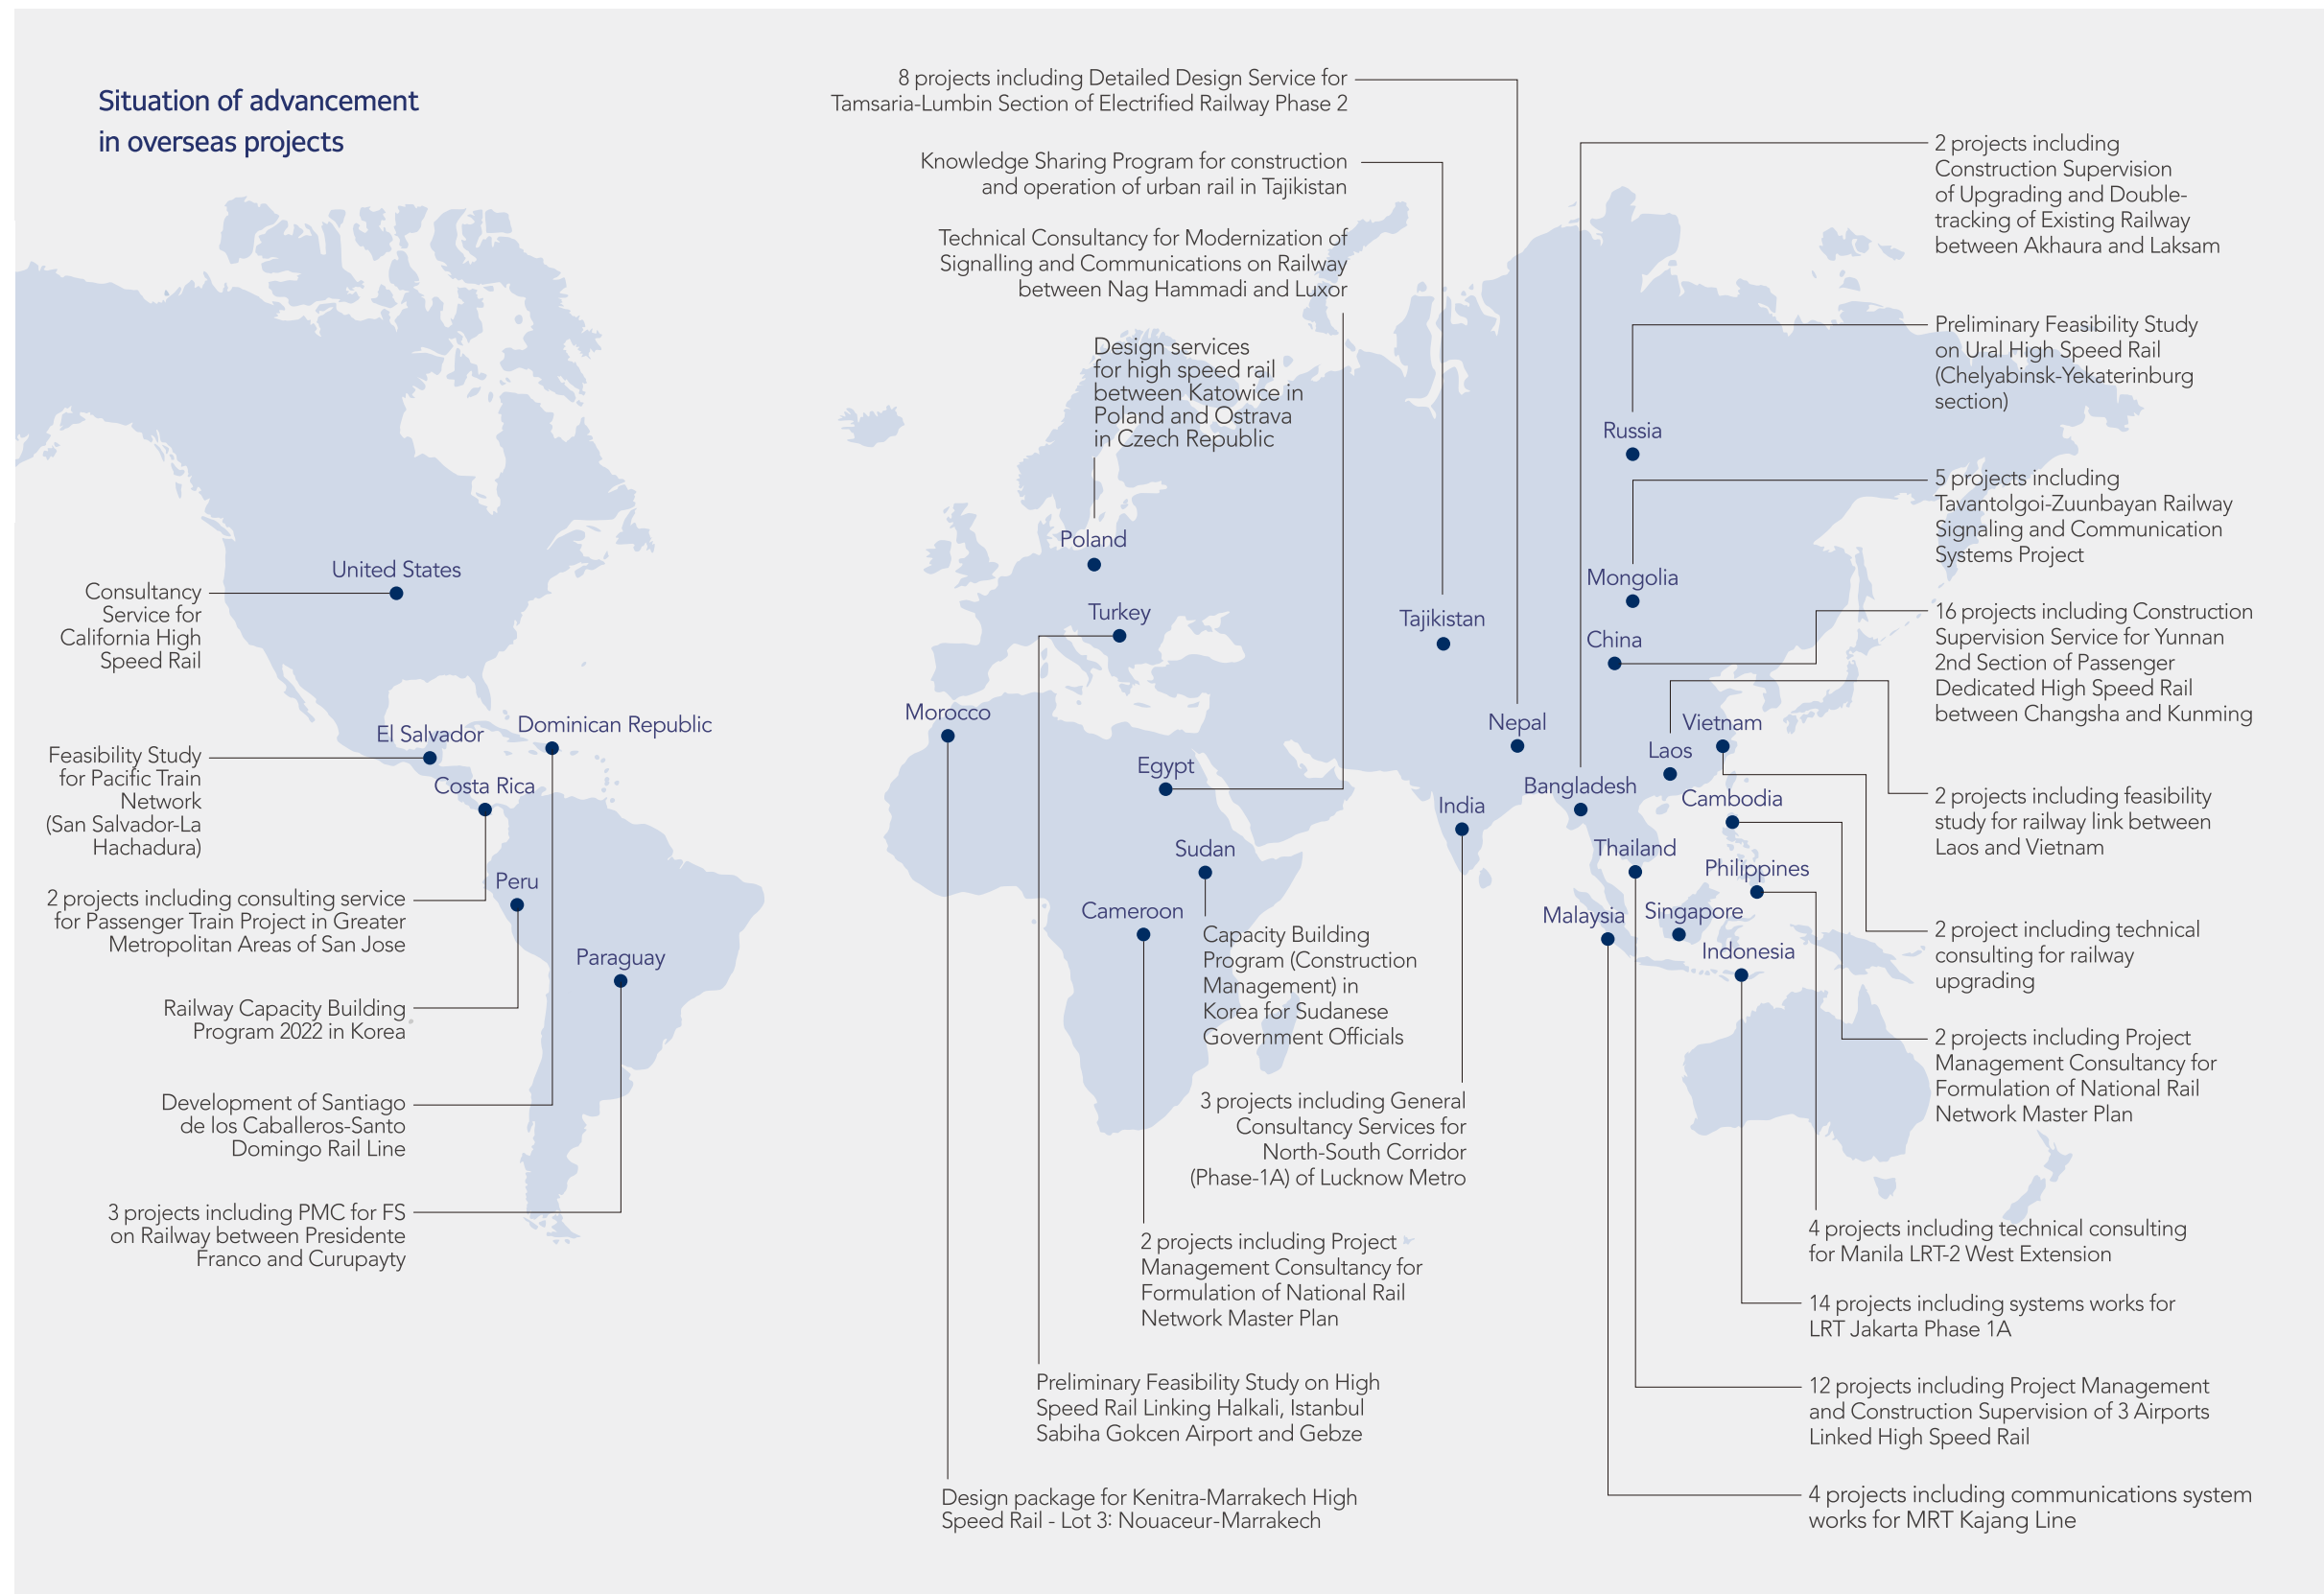 Situation of advancement
in overseas projects
8 projects including Detailed Design Service for
Tamsaria-Lumbin Section of Electrified Railway Phase 2
Knowledge Sharing Program for construction
and operation of urban rail in Tajikistan
Technical Consultancy for Modernization of
Signalling and Communications on Railway
between Nag Hammadi and Luxor
Design services
for high speed rail
between Katowice in
Poland and Ostrava
in Czech Republic
2 projects including
Construction Supervision
of Upgrading and Double-
tracking of Existing Railway
between Akhaura and Laksam
Preliminary Feasibility Study
on Ural High Speed Rail
(Chelyabinsk-Yekaterinburg
section)
Russia
5 projects including
Tavantolgoi-Zuunbayan Railway
Signaling and Communication
Systems Project
Poland
United States
Mongolia
Consultancy
Service for
California High
Speed Rail
Turkey
Tajikistan
China
16 projects including Construction
Supervision Service for Yunnan
2nd Section of Passenger
Dedicated High Speed Rail
between Changsha and Kunming
Morocco
Nepal
Vietnam
El Salvador
Dominican Republic
Laos
Egypt
Feasibility Study
for Pacific Train
Network
(San Salvador-La
Hachadura)
Costa Rica
India
Bangladesh
Cambodia
2 projects including feasibility
study for railway link between
Laos and Vietnam
Sudan
Thailand
Philippines
Peru
2 projects including consulting service
for Passenger Train Project in Greater
Metropolitan Areas of San Jose
Cameroon
Malaysia
Singapore
Indonesia
2 project including technical
consulting for railway
upgrading
Paraguay
Capacity Building
Program (Construction
Management) in
Korea for Sudanese
Government Officials
Railway Capacity Building
Program 2022 in Korea
2 projects including Project
Management Consultancy for
Formulation of National Rail
Network Master Plan
Development of Santiago
de los Caballeros-Santo
Domingo Rail Line
3 projects including General
Consultancy Services for
North-South Corridor
(Phase-1A) of Lucknow Metro
3 projects including PMC for FS
on Railway between Presidente
Franco and Curupayty
2 projects including Project
Management Consultancy for
Formulation of National Rail
Network Master Plan
4 projects including technical consulting
for Manila LRT-2 West Extension
14 projects including systems works for
LRT Jakarta Phase 1A
Preliminary Feasibility Study on High
Speed Rail Linking Halkali, Istanbul
Sabiha Gokcen Airport and Gebze
12 projects including Project Management
and Construction Supervision of 3 Airports
Linked High Speed Rail
Design package for Kenitra-Marrakech High
Speed Rail - Lot 3: Nouaceur-Marrakech
4 projects including communications system
works for MRT Kajang Line